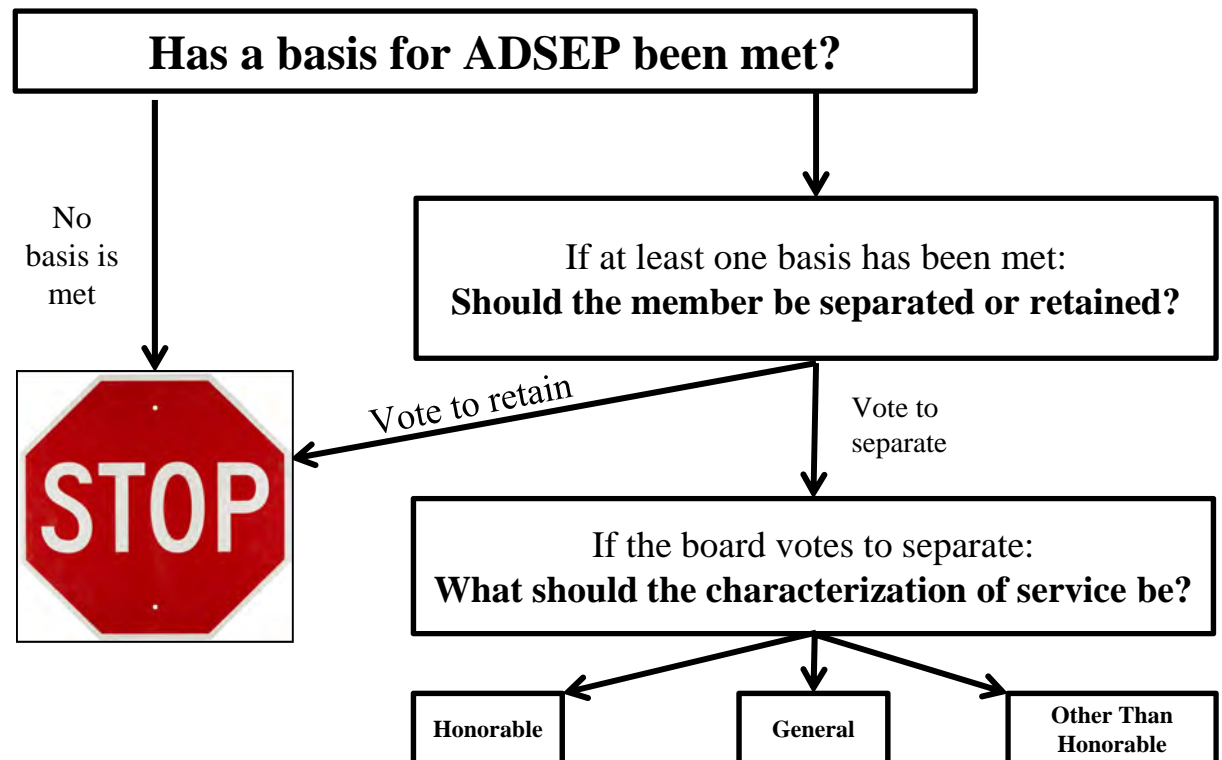 Has a basis for ADSEP been met?
No
basis is
met
If at least one basis has been met:
Should the member be separated or retained?
Vote to retain
Vote to
separate
STOP
If the board votes to separate:
What should the characterization of service be?
Honorable
General
Other Than
Honorable